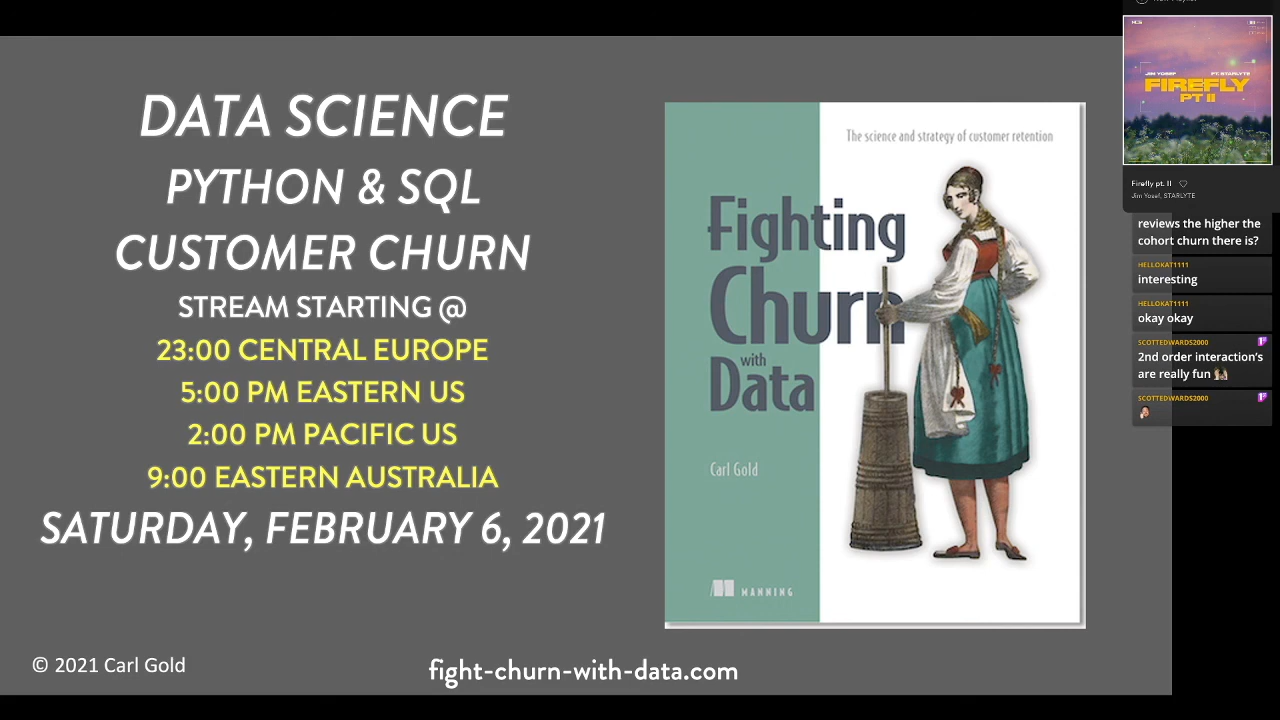 DATA SCIENCE
PYTHON & SQL
CUSTOMER CHURN
STREAM STARTING @
23:00 CENTRAL EUROPE
5:00 PM EASTERN US
2:00 PM PACIFIC US
9:00 EASTERN AUSTRALIA
SATURDAY, FEBRUARY 6, 2021
© 2021 Carl Gold
fight-churn-with-data.com
The science and strategy of customer retention
Fighting
Churn
with
Data
Carl Gold
MANNING
JIM YOSEF
FT. STARLYTE
FIREFLY
PT II
Firefly pt. II
Jim Yosef, STARLYTE
reviews the higher the
cohort churn there is?
HELLOKAT1111
interesting
HELLOKAT1111
okay okay
SCOTTEDWARDS2000
2nd order interaction's
are really fun
SCOTTEDWARDS2000